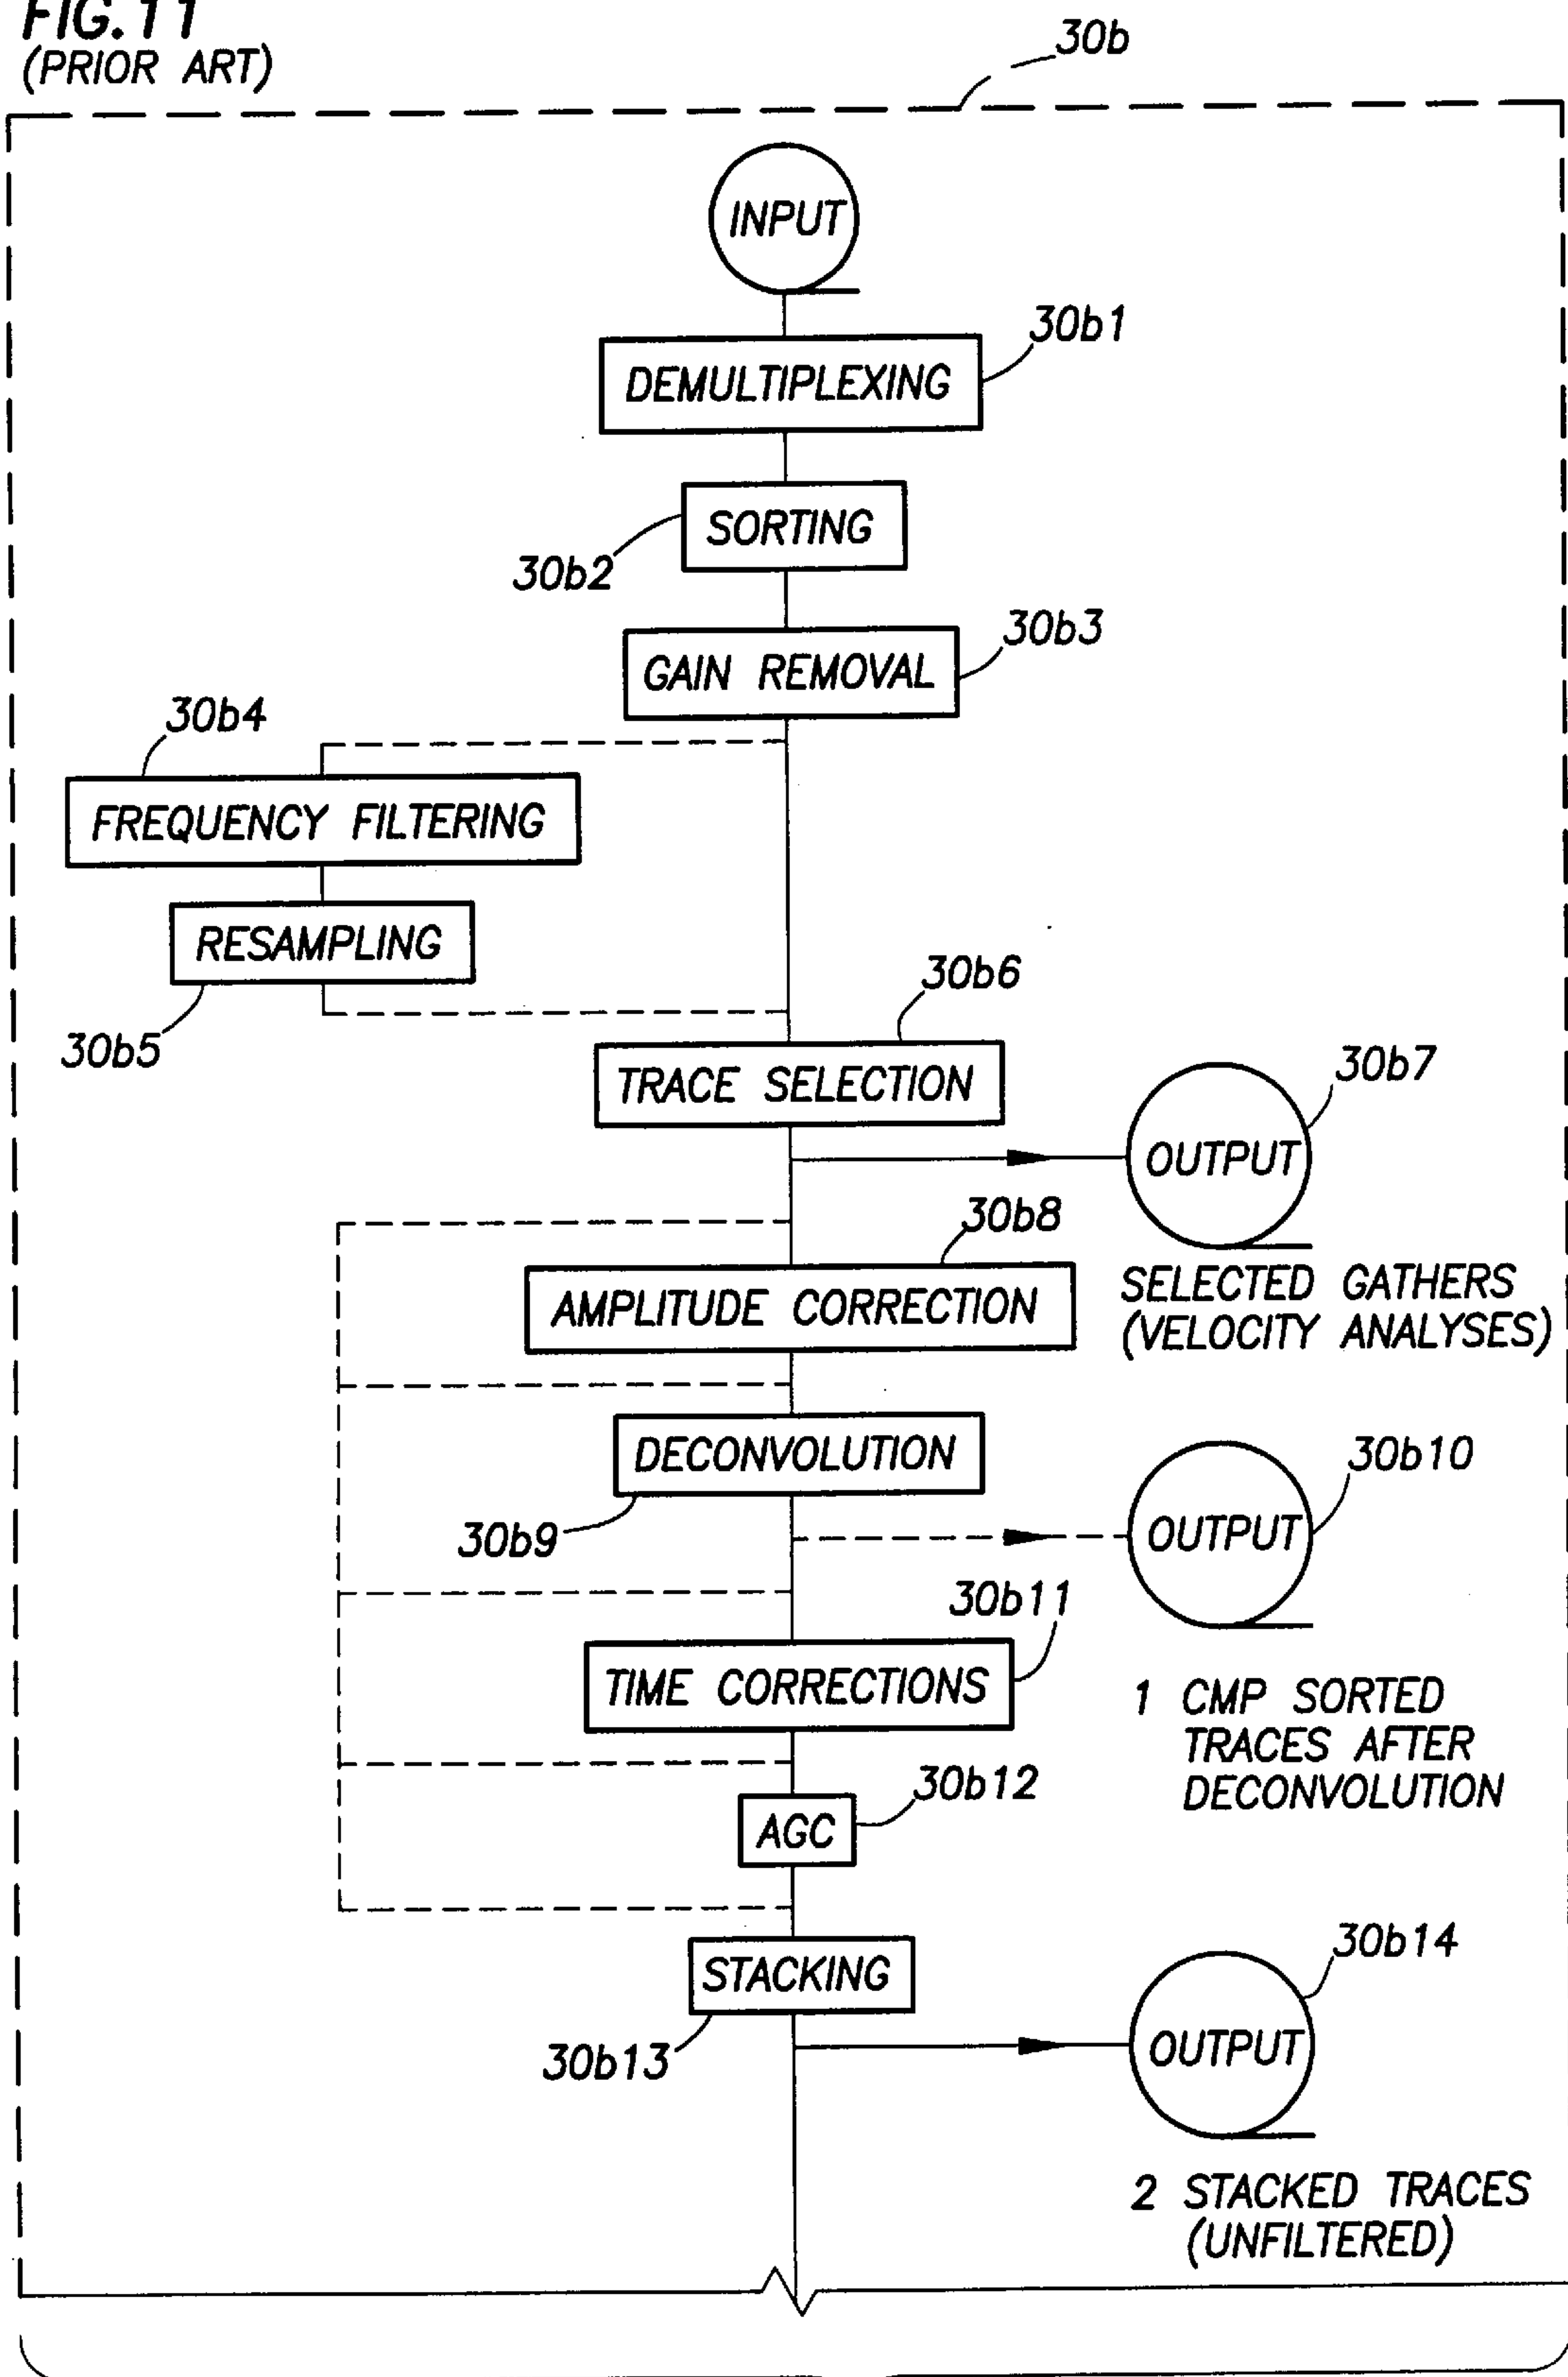 FIG.11
(PRIOR ART)
30b
INPUT
30b1
DEMULTIPLEXING
SORTING
30b2
30b3
GAIN REMOVAL
30b4
FREQUENCY FILTERING
RESAMPLING
30b5
30b6
TRACE SELECTION
30b7
OUTPUT
SELECTED GATHERS
(VELOCITY ANALYSES)
30b8
AMPLITUDE CORRECTION
DECONVOLUTION
30b9
30b10
OUTPUT
1 CMP SORTED
TRACES AFTER
DECONVOLUTION
30b11
TIME CORRECTIONS
30b12
AGC
STACKING
30b13
30b14
OUTPUT
2 STACKED TRACES
(UNFILTERED)